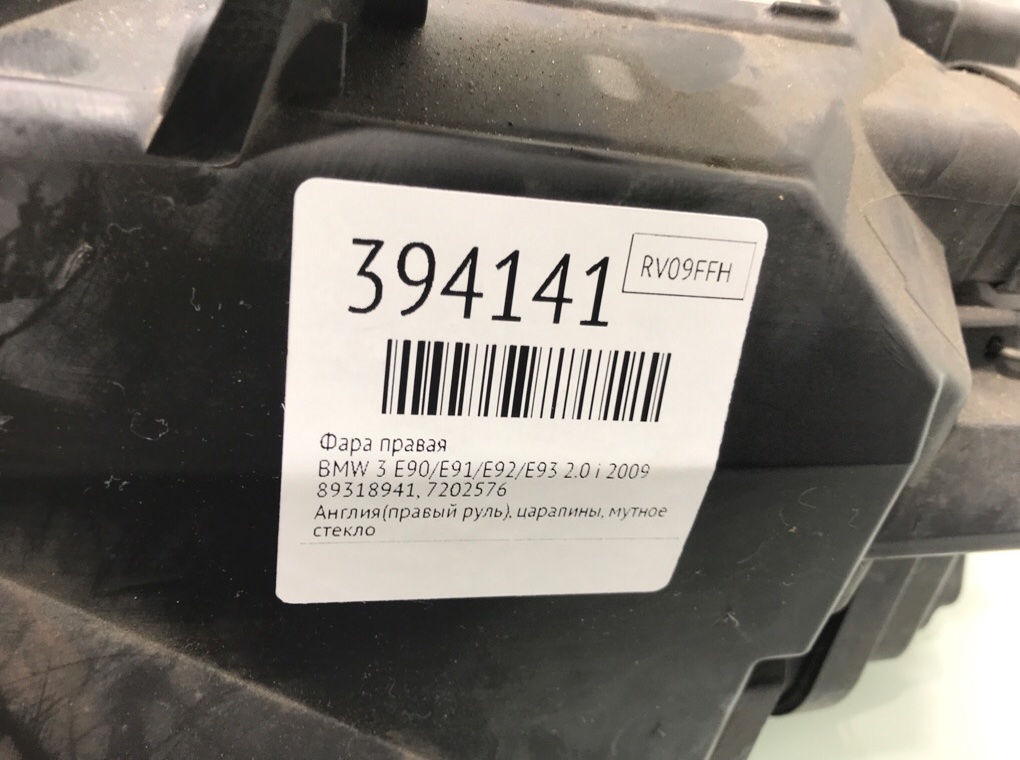 394141
RV09FFH
Фара правая
BMW 3 E90/E91/E92/E93 2.0 i 2009
89318941, 7202576
Англия(правый руль), царапины, мутное
стекло